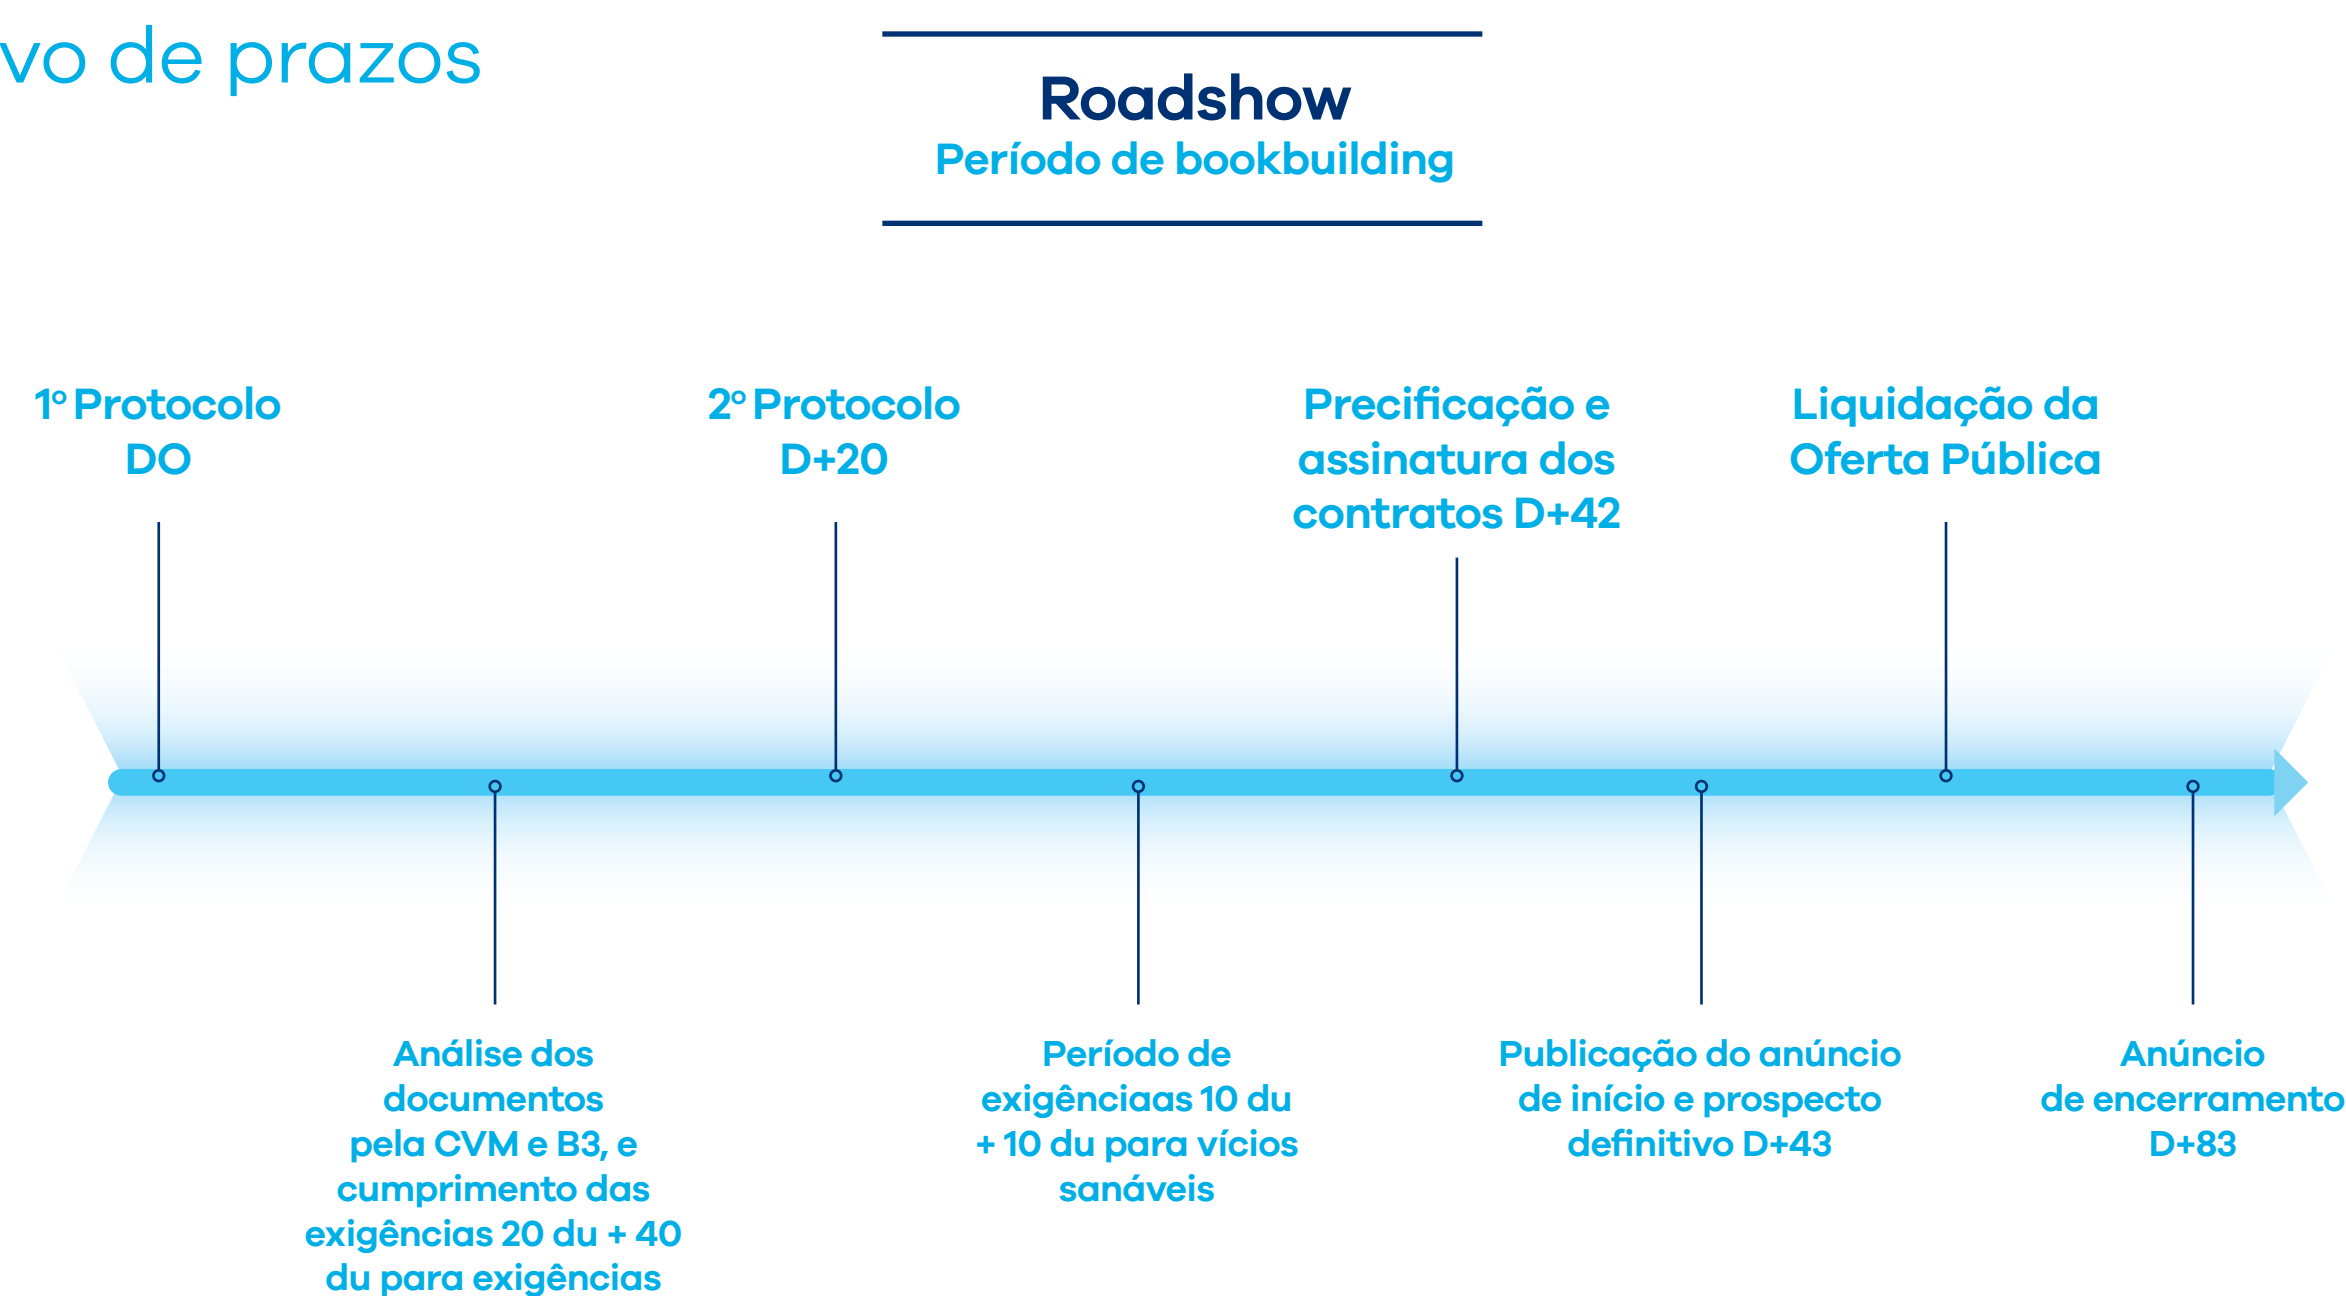 vo de prazos
Roadshow
Período de bookbuilding
1º Protocolo
DO
2º Protocolo
D+20
Precificação e
assinatura dos
contratos D+42
Liquidação da
Oferta Pública
Análise dos
documentos
pela CVM e B3, e
cumprimento das
exigências 20 du + 40
du para exigências
Período de
exigênciaas 10 du
+ 10 du para vícios
sanáveis
Publicação do anúncio
de início e prospecto
definitivo D+43
Anúncio
de encerramento
D+83